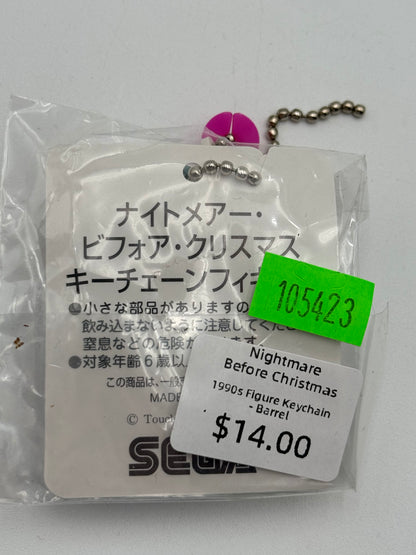 ナイトメアー・
ビフォア・クリスマス
キーチェーンフィギ
●小さな部品がありますの
飲み込まないように注意してくだ
窒息などの危険が
●対象年齢6歳以
この商品は、一般
MADE
© Touch
SEGA
105423
Nightmare
Before Christmas
1990s Figure Keychain
- Barrel
$14.00